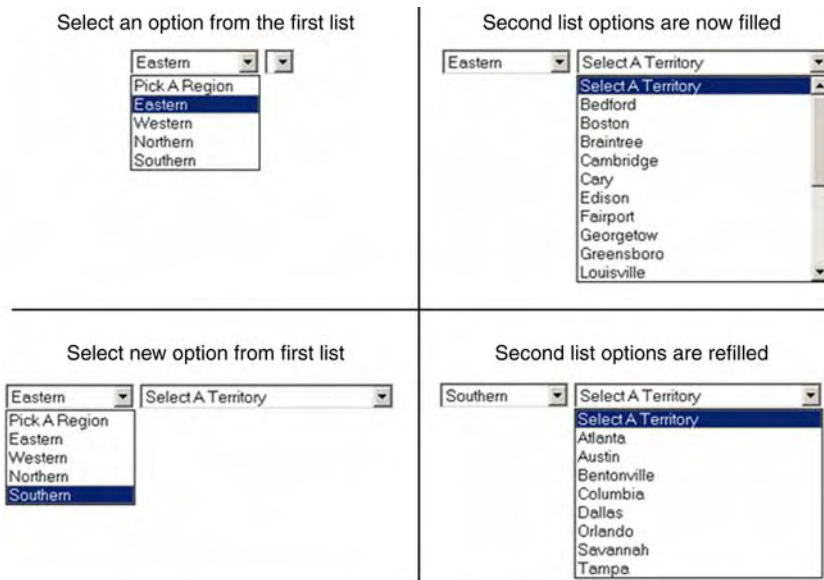 Select an option from the first list
Eastern
Pick A Region
Eastern
Western
Northern
Southern
Second list options are now filled
Eastern Select A Territory
Select A Territory
Bedford
Boston
Braintree
Cambridge
Cary
Edison
Fairport
Georgetow
Greensboro
Louisville
Select new option from first list
Eastern Select A Territory
Pick A Region
Eastern
Western
Northern
Southern
Second list options are refilled
Southern Select A Territory
Select A Territory
Atlanta
Austin
Bentonville
Columbia
Dallas
Orlando
Savannah
Tampa